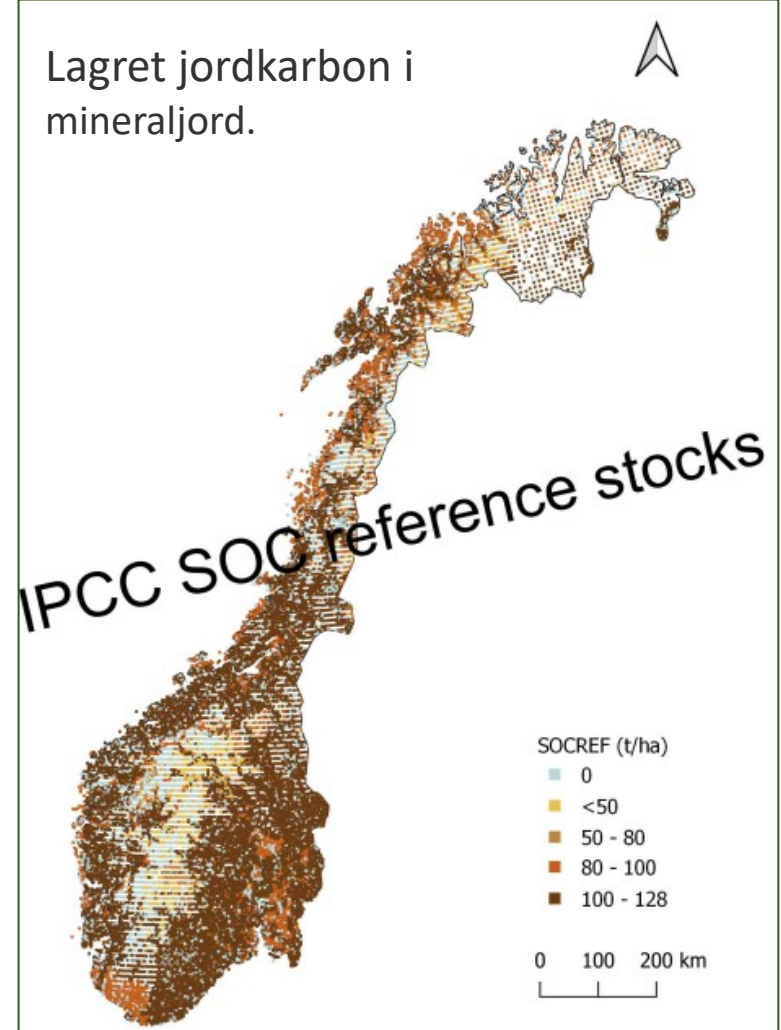 Lagret jordkarbon i
mineraljord.
IPCC SOC reference stocks
SOCREF (t/ha)
0
<50
50 - 80
80 - 100
100 - 128
0 100 200 km